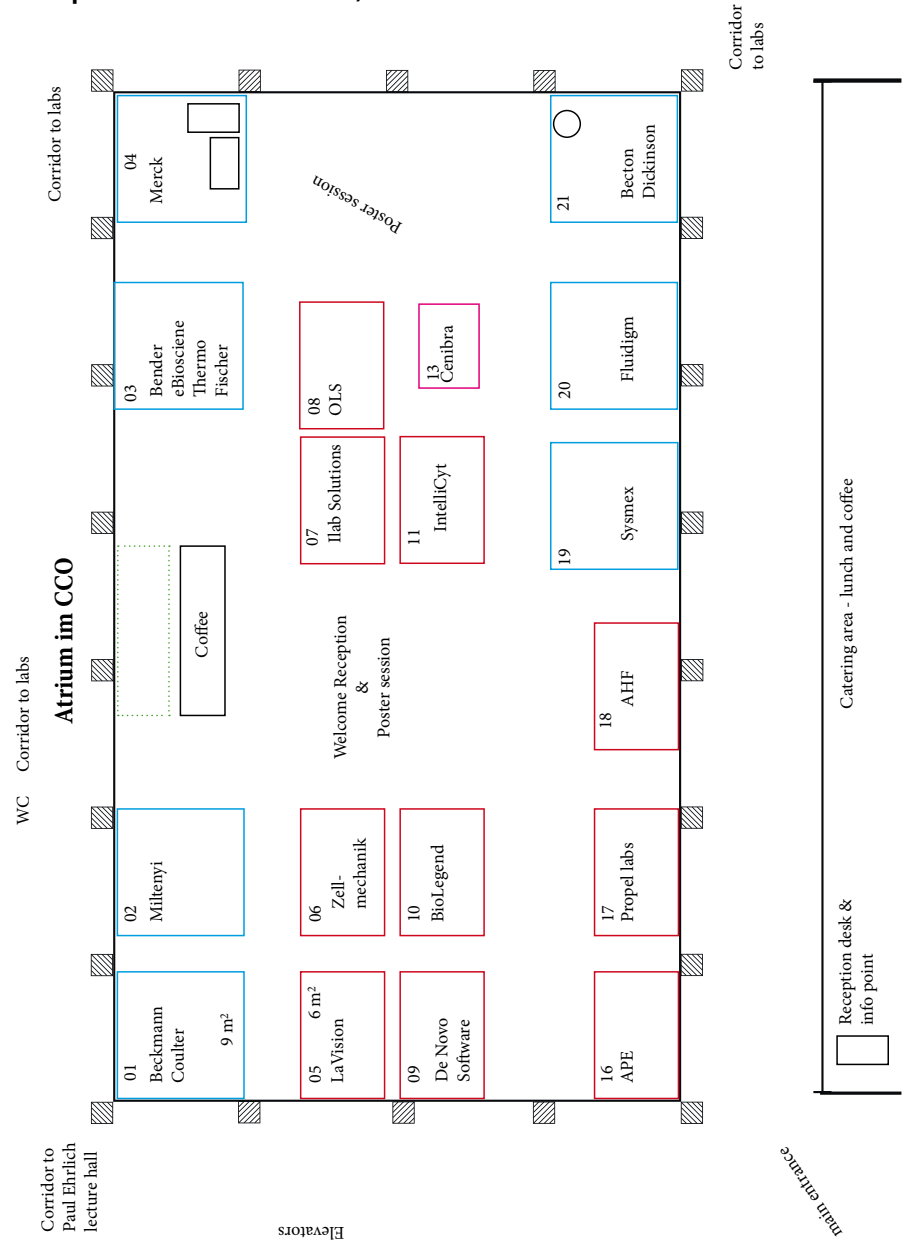 Atrium im CCO
WC
Corridor to labs
Corridor to labs
Corridor to
Paul Ehrlich
lecture hall
Elevators
main entrance
Corridor
to labs
01
Beckmann
Coulter
9 m²
02
Miltenyi
Coffee
03
Bender
eBiosciene
Thermo
Fischer
04
Merck
05
LaVision
6 m²
06
Zell-
mechanik
Welcome Reception
&
Poster session
07
Ilab Solutions
08
OLS
Poster session
09
De Novo
Software
10
BioLegend
11
IntelliCyt
13
Cenibra
16
APE
17
Propel labs
18
AHF
19
Sysmex
20
Fluidigm
21
Becton
Dickinson
Reception desk &
info point
Catering area - lunch and coffee